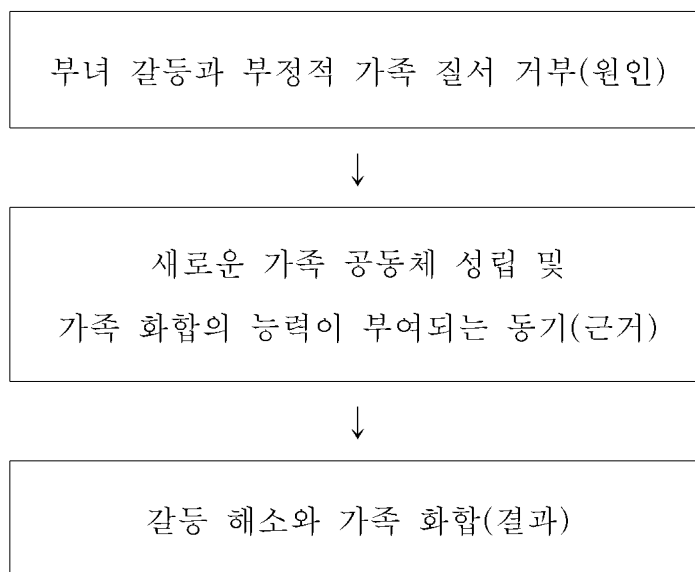 부녀 갈등과 부정적 가족 질서 거부(원인)
↓
새로운 가족 공동체 성립 및
가족 화합의 능력이 부여되는 동기(근거)
↓
갈등 해소와 가족 화합(결과)